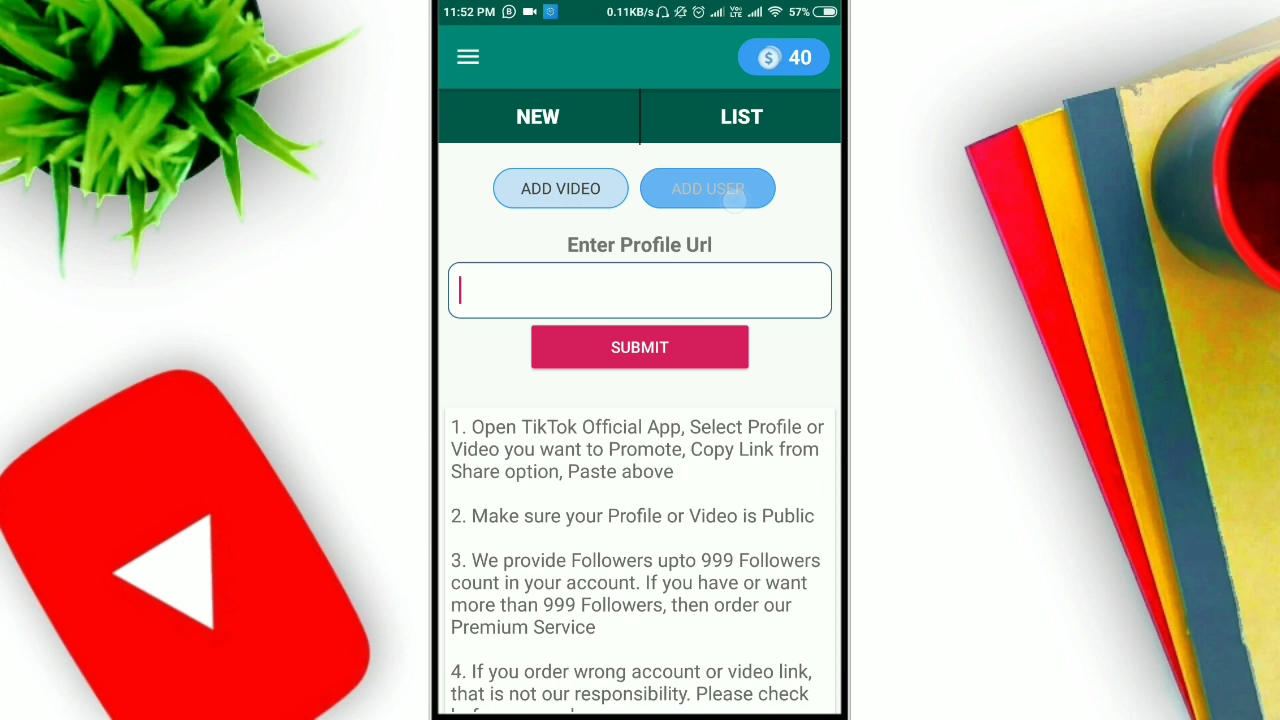 11:52 PM 0.11KB/s Vo) LTE 57%
40
NEW LIST
ADD VIDEO ADD USER
Enter Profile Url
SUBMIT
1. Open TikTok Official App, Select Profile or
Video you want to Promote, Copy Link from
Share option, Paste above
2. Make sure your Profile or Video is Public
3. We provide Followers upto 999 Followers
count in your account. If you have or want
more than 999 Followers, then order our
Premium Service
4. If you order wrong account or video link,
that is not our responsibility. Please check